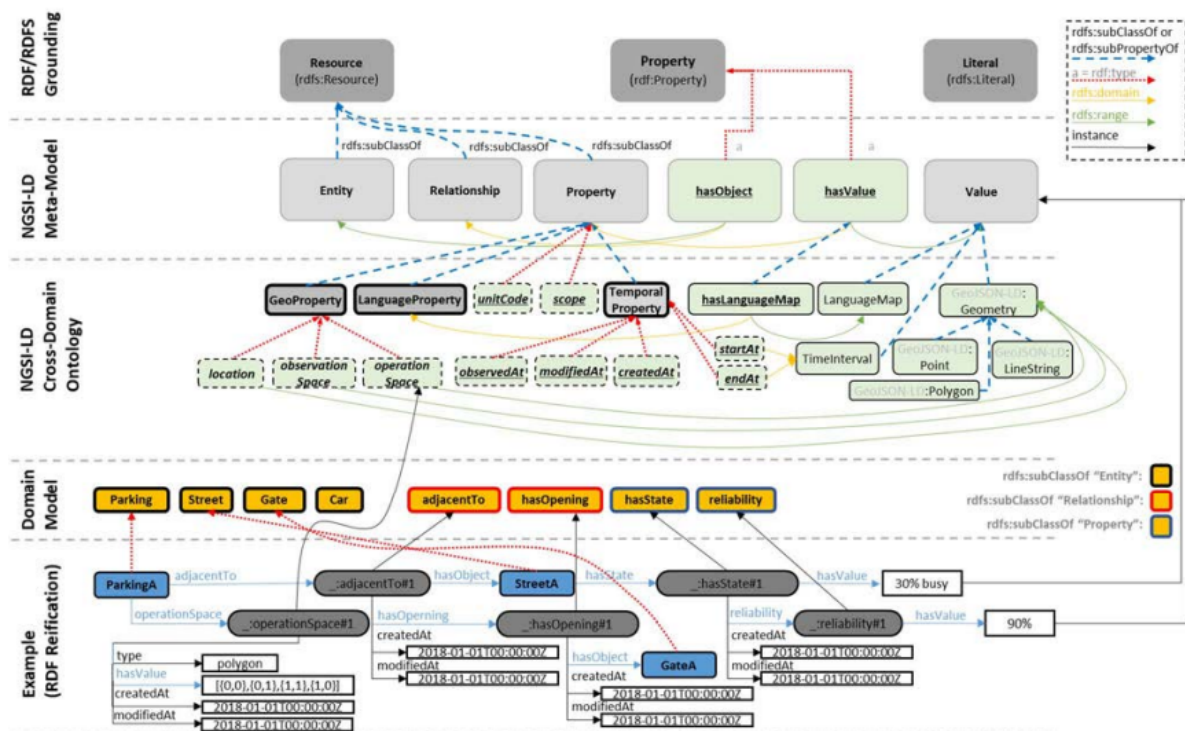 RDF/RDFS
Grounding
Resource
(rdfs:Resource)
Property
(rdf:Property)
Literal
(rdfs:Literal)
rdfs:subClassOf or
rdfs:subPropertyOf
a = rdf:type
rdfs:domain
rdfs:range
instance
NGSI-LD
Meta-Model
rdfs:subClassOf
rdfs:subClassOf
rdfs:subClassOf
a
a
Entity
Relationship
Property
hasObject
hasValue
Value
NGSI-LD
Cross-Domain
Ontology
GeoProperty
LanguageProperty
unitCode
scope
Temporal
Property
hasLanguageMap
LanguageMap
GeoJSON-LD:
Geometry
location
observation
Space
operation
Space
observedAt
modifiedAt
createdAt
startAt
endAt
TimeInterval
GeoJSON-LD:
Point
GeoJSON-LD:
LineString
GeoJSON-LD:Polygon
Domain
Model
Parking
Street
Gate
Car
adjacentTo
hasOpening
hasState
reliability
rdfs:subClassOf "Entity":
rdfs:subClassOf "Relationship":
rdfs:subClassOf "Property":
Example
(RDF Reification)
ParkingA
adjacentTo
_:adjacentTo#1
hasObject
StreetA
hasState
_:hasState#1
hasValue
30% busy
operationSpace
_:operationSpace#1
hasOperning
_:hasOpening#1
reliability
_:reliability#1
hasValue
90%
type
polygon
hasValue
[{0,0},{0,1},{1,1},{1,0}]
createdAt
2018-01-01T00:00:00Z
modifiedAt
2018-01-01T00:00:00Z
createdAt
2018-01-01T00:00:00Z
modifiedAt
2018-01-01T00:00:00Z
hasObject
GateA
createdAt
2018-01-01T00:00:00Z
modifiedAt
2018-01-01T00:00:00Z
createdAt
2018-01-01T00:00:00Z
modifiedAt
2018-01-01T00:00:00Z